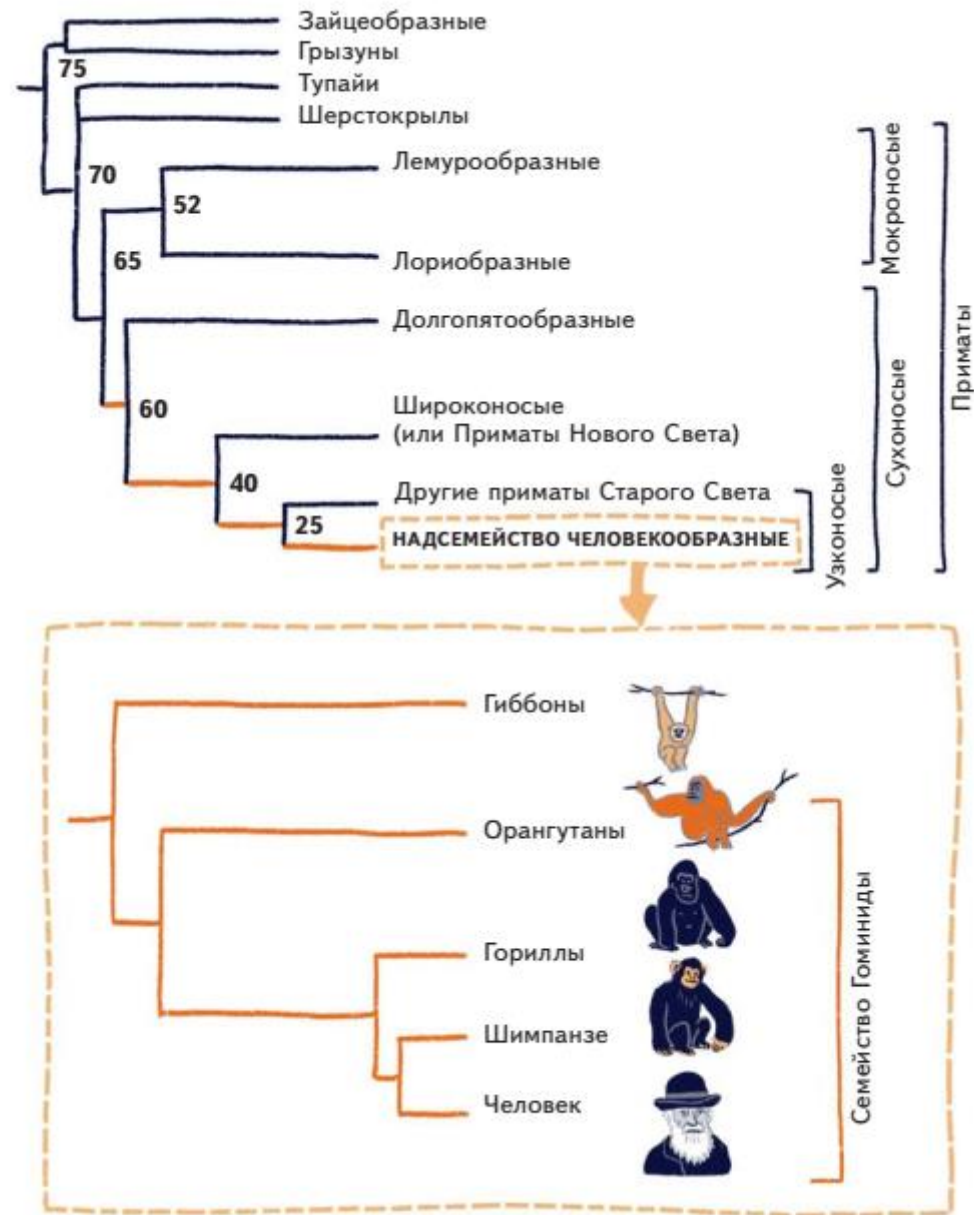 Зайцеобразные
Грызуны
75
Тупайи
Шерстокрылы
70
Лемурообразные
52
65
Лориобразные
Мокроносые
Долгопятообразные
60
Широконосые
(или Приматы Нового Света)
40
Другие приматы Старого Света
25
НАДСЕМЕЙСТВО ЧЕЛОВЕКООБРАЗНЫЕ
Узконосые
Сухоносые
Приматы
Гиббоны
Орангутаны
Гориллы
Шимпанзе
Человек
Семейство Гоминиды